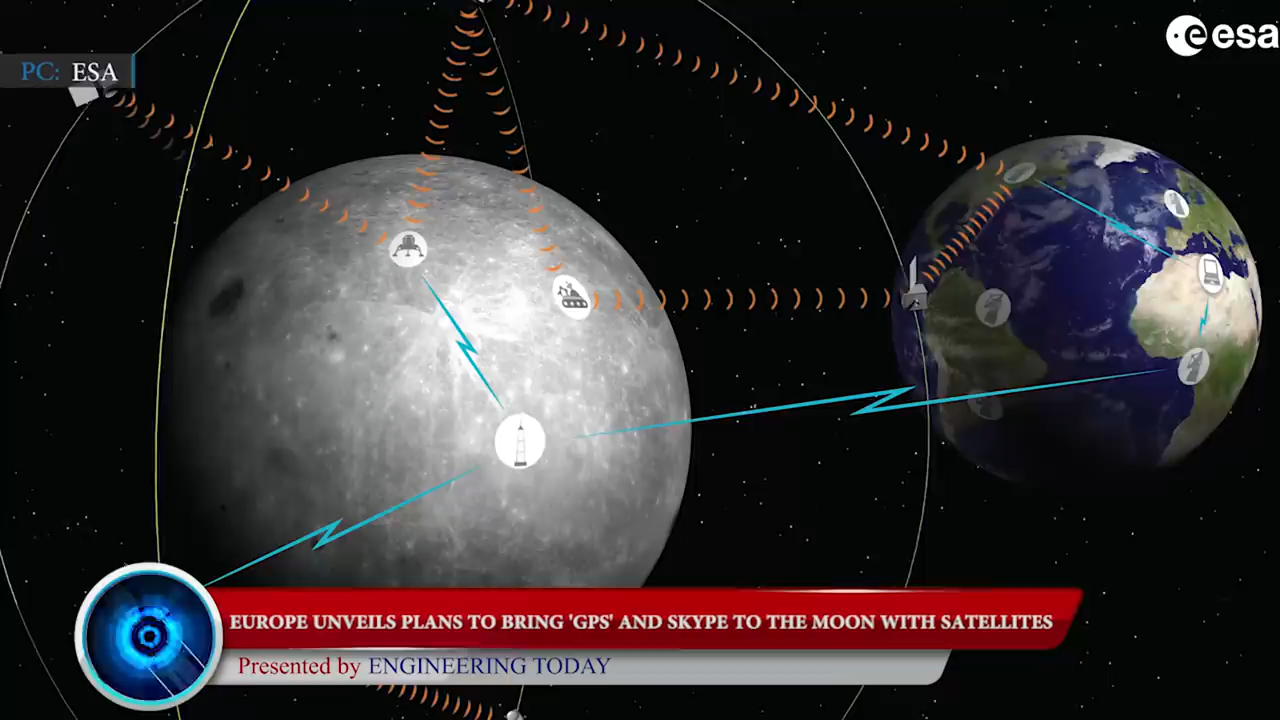 esa
PC: ESA
EUROPE UNVEILS PLANS TO BRING 'GPS' AND SKYPE TO THE MOON WITH SATELLITES
Presented by ENGINEERING TODAY